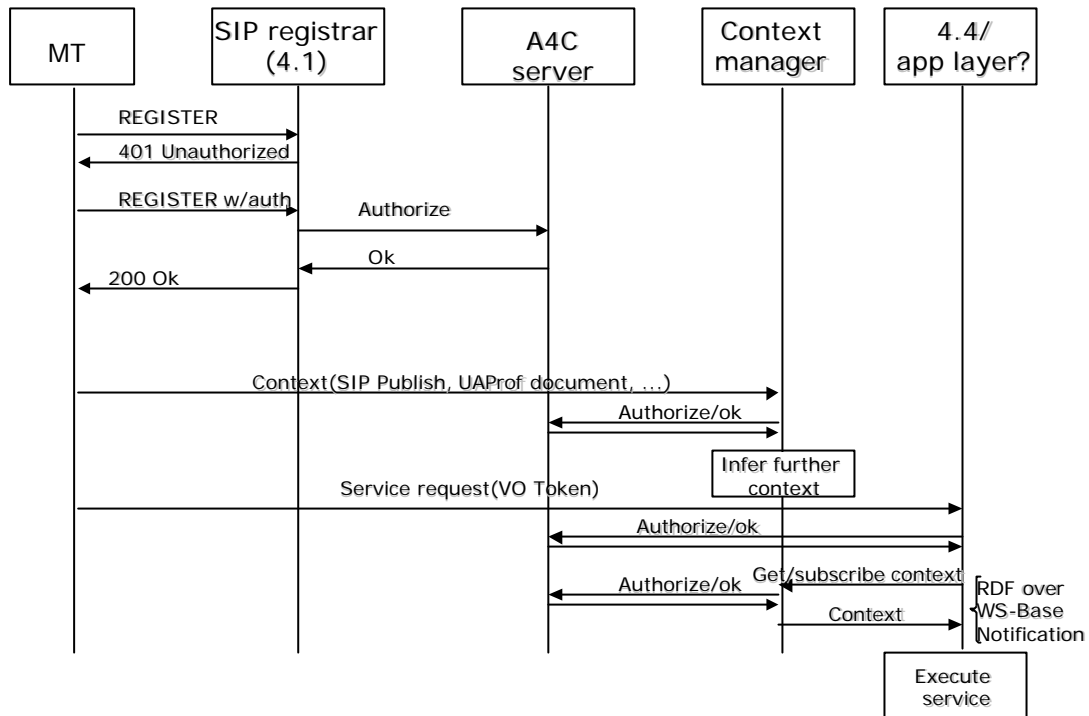 MT
SIP registrar
(4.1)
A4C
server
Context
manager
4.4/
app layer?
REGISTER
401 Unauthorized
REGISTER w/auth
Authorize
Ok
200 Ok
Context(SIP Publish, UAProf document, ...)
Authorize/ok
Infer further
context
Service request(VO Token)
Authorize/ok
Get/subscribe context
Authorize/ok
Context
RDF over
WS-Base
Notification
Execute
service